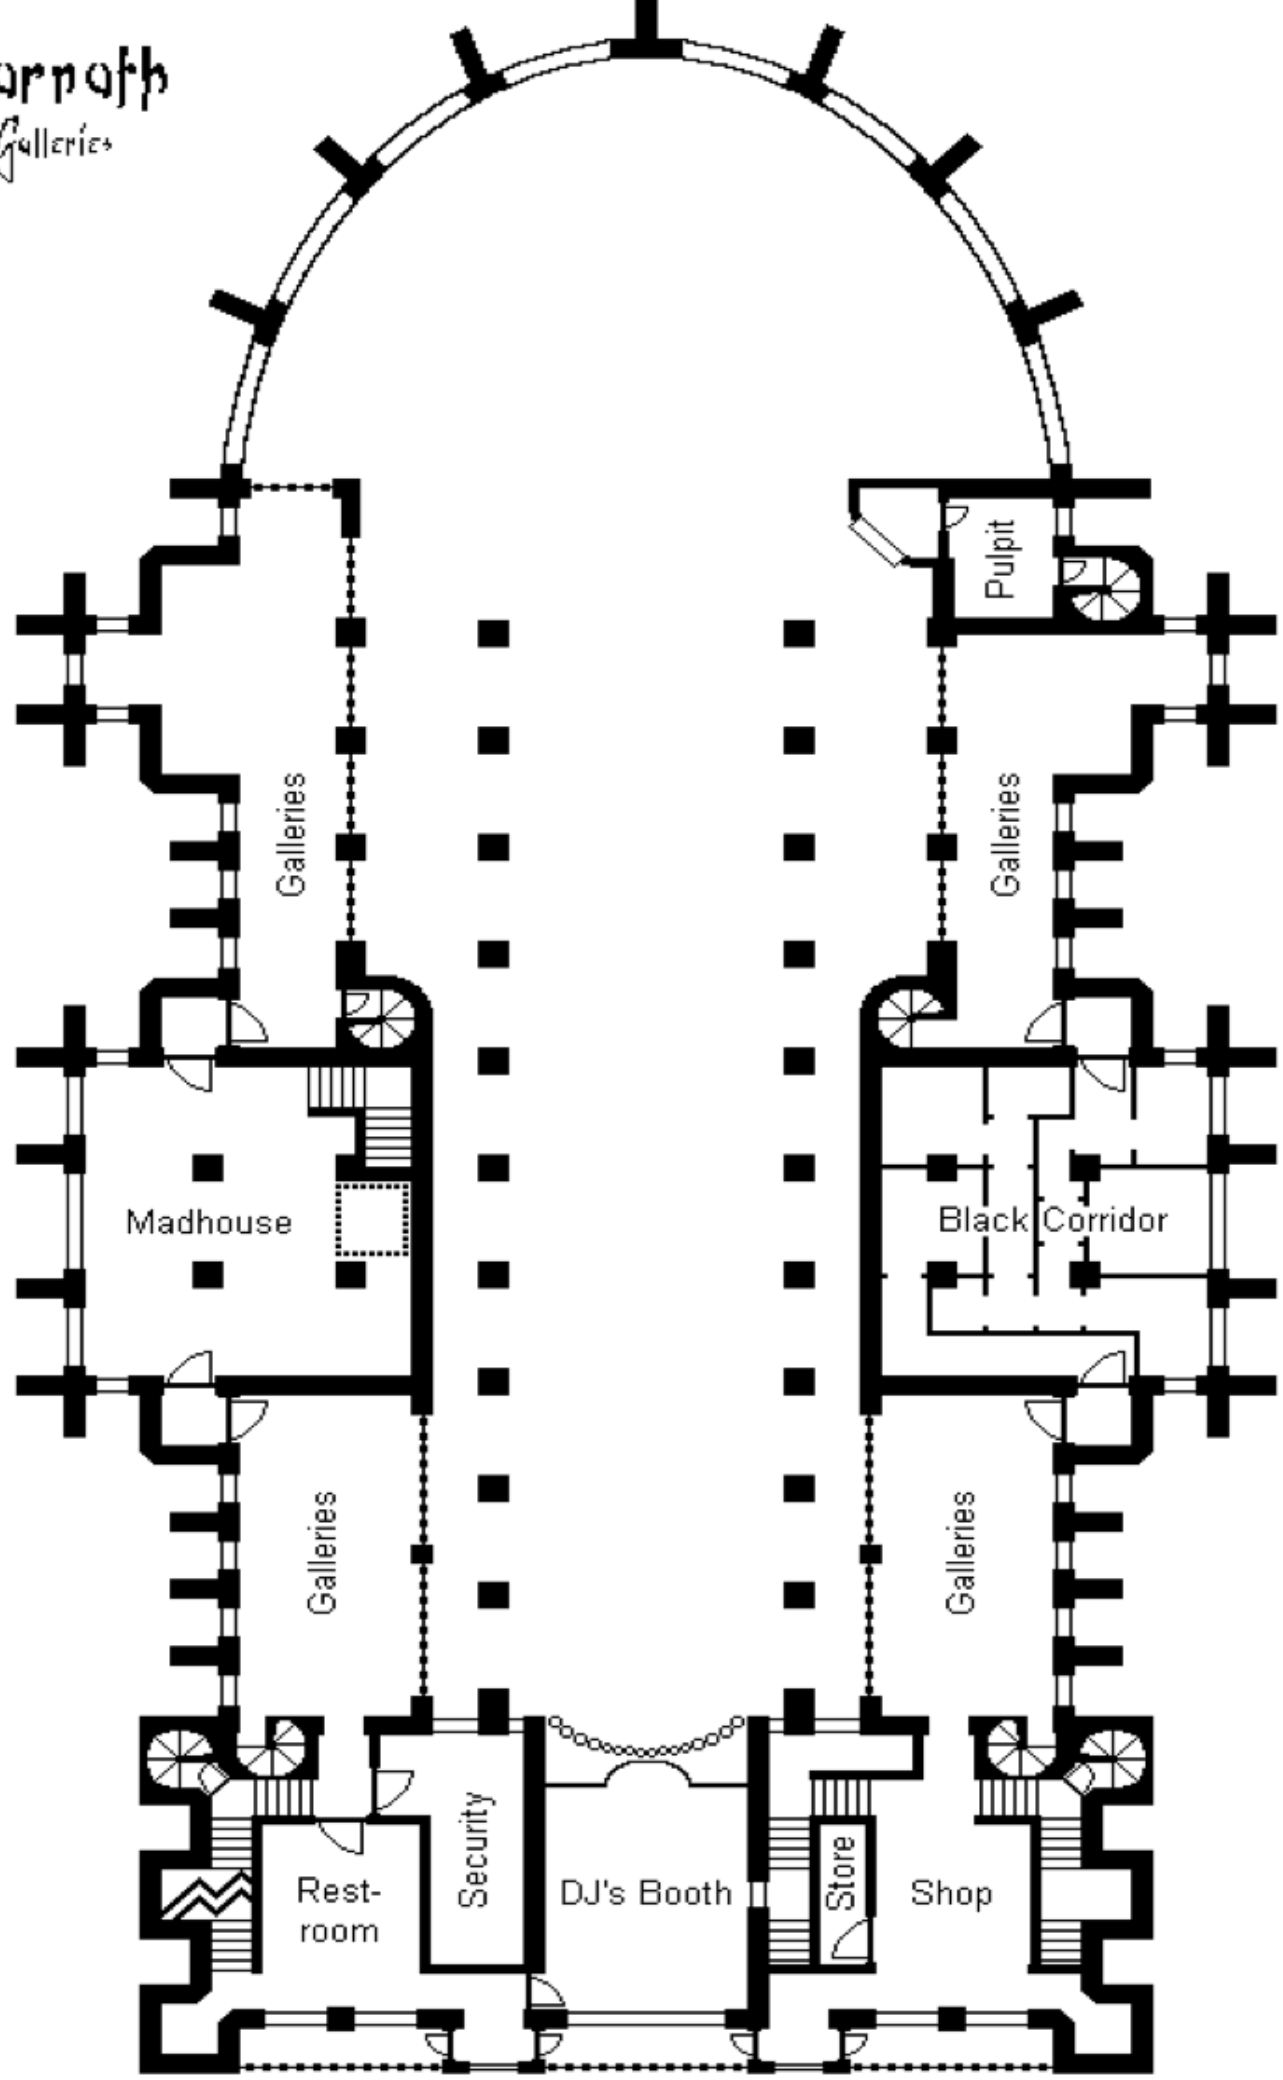 Galleries
Pulpit
Galleries
Galleries
Madhouse
Black Corridor
Galleries
Galleries
Security
Rest-
room
DJ's Booth
Store
Shop